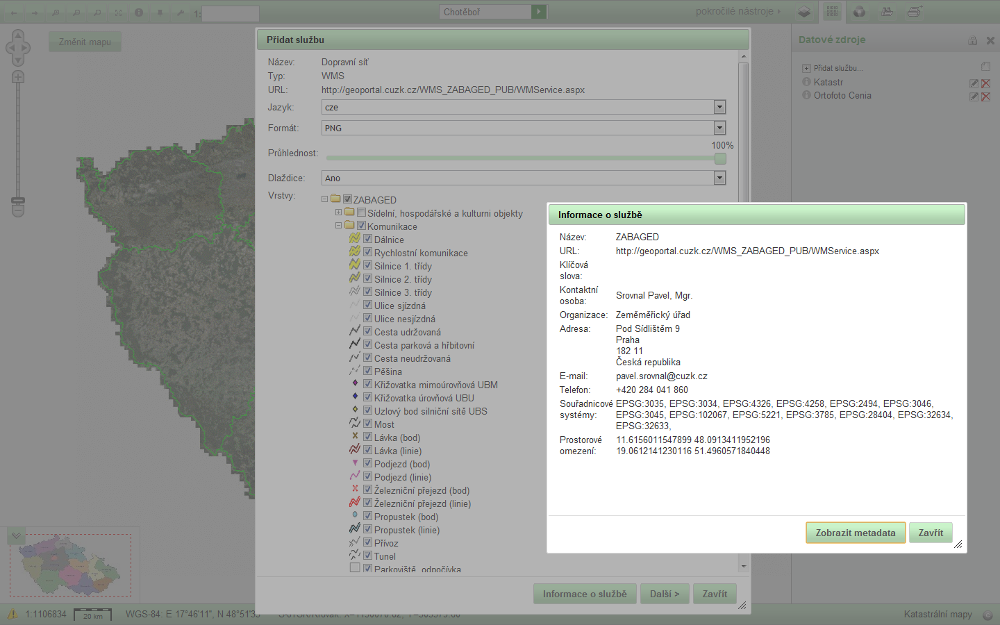 1:
Chotěboř
pokročilé nástroje
Změnit mapu
Přidat službu
Název: Dopravní síť
Typ: WMS
URL: http://geoportal.cuzk.cz/WMS_ZABAGED_PUB/WMService.aspx
Jazyk: cze
Formát: PNG
100%
Průhlednost:
Dlaždice: Ano
Vrstvy:
ZABAGED
Sídelní, hospodářské a kulturni objekty
Komunikace
Dálnice
Rychlostní komunikace
Silnice 1. třídy
Silnice 2. třídy
Silnice 3. třídy
Ulice sjízdná
Ulice nesjízdná
Cesta udržovaná
Cesta parková a hřbitovní
Cesta neudržovaná
Pěšina
Křižovatka mimoúrovňová UBM
Křižovatka úrovňová UBU
Uzlový bod silniční sítě UBS
Most
Lávka (bod)
Lávka (linie)
Podjezd (bod)
Podjezd (linie)
Železniční přejezd (bod)
Železniční přejezd (linie)
Propustek (bod)
Propustek (linie)
Přívoz
Tunel
Parkoviště, odpočívka
Informace o službě
Další >
Zavřít
Datové zdroje
Přidat službu...
Katastr
Ortofoto Cenia
Informace o službě
Název: ZABAGED
URL: http://geoportal.cuzk.cz/WMS_ZABAGED_PUB/WMService.aspx
Klíčová
slova:
Kontaktní
osoba: Srovnal Pavel, Mgr.
Organizace: Zeměměřický úřad
Adresa: Pod Sídlištěm 9
Praha
182 11
Česká republika
E-mail: pavel.srovnal@cuzk.cz
Telefon: +420 284 041 860
Souřadnicové EPSG:3035, EPSG:3034, EPSG:4326, EPSG:4258, EPSG:2494, EPSG:3046,
systémy: EPSG:3045, EPSG:102067, EPSG:5221, EPSG:3785, EPSG:28404, EPSG:32634,
EPSG:32633,
Prostorové 11.6156011547899 48.0913411952196
omezení: 19.0612141230116 51.4960571840448
Zobrazit metadata
Zavřít
1:1106834
20 km
WGS-84: E 17°46'11", N 48°51'33
Katastrální mapy